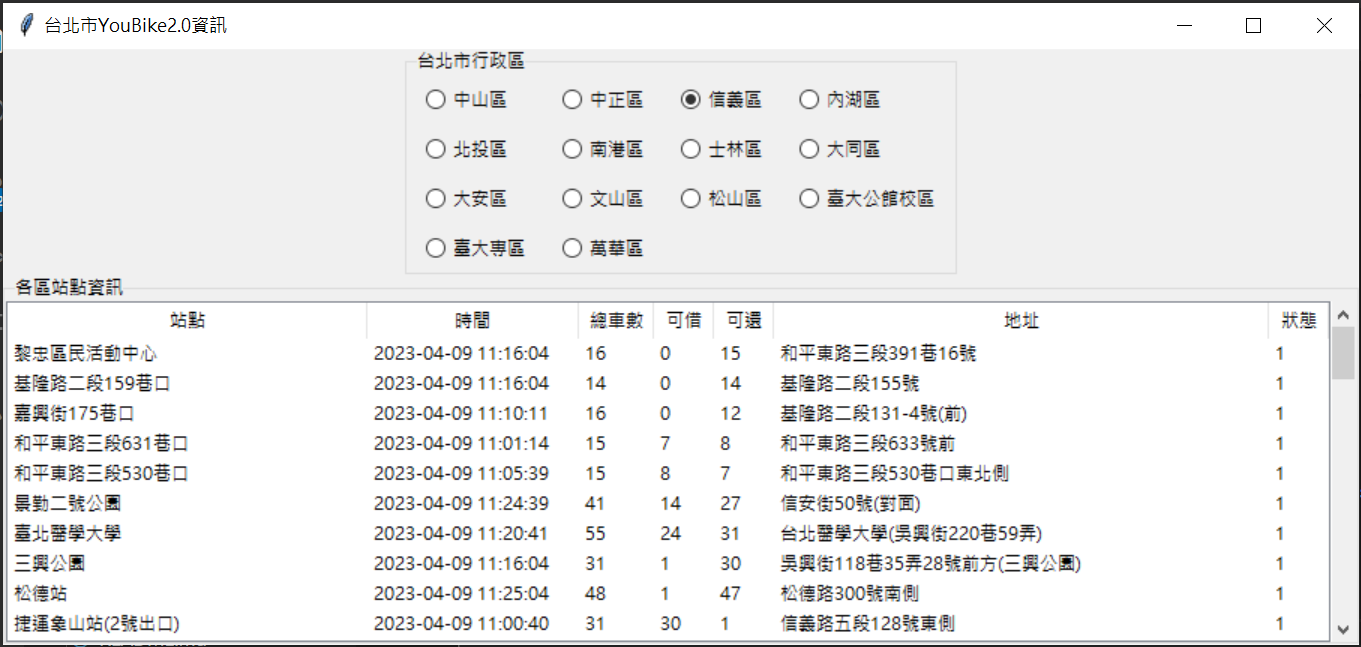 台北市YouBike2.0資訊
台北市行政區
中山區 中正區 信義區 內湖區
北投區 南港區 士林區 大同區
大安區 文山區 松山區 臺大公館校區
臺大專區 萬華區
各區站點資訊
站點 時間 總車數 可借 可還 地址 狀態
黎忠區民活動中心 2023-04-09 11:16:04 16 0 15 和平東路三段391巷16號 1
基隆路二段159巷口 2023-04-09 11:16:04 14 0 14 基隆路二段155號 1
嘉興街175巷口 2023-04-09 11:10:11 16 0 12 基隆路二段131-4號(前) 1
和平東路三段631巷口 2023-04-09 11:01:14 15 7 8 和平東路三段633號前 1
和平東路三段530巷口 2023-04-09 11:05:39 15 8 7 和平東路三段530巷口東北側 1
景勤二號公園 2023-04-09 11:24:39 41 14 27 信安街50號(對面) 1
臺北醫學大學 2023-04-09 11:20:41 55 24 31 台北醫學大學(吳興街220巷59弄) 1
三興公園 2023-04-09 11:16:04 31 1 30 吳興街118巷35弄28號前方(三興公園) 1
松德站 2023-04-09 11:25:04 48 1 47 松德路300號南側 1
捷運象山站(2號出口) 2023-04-09 11:00:40 31 30 1 信義路五段128號東側 1